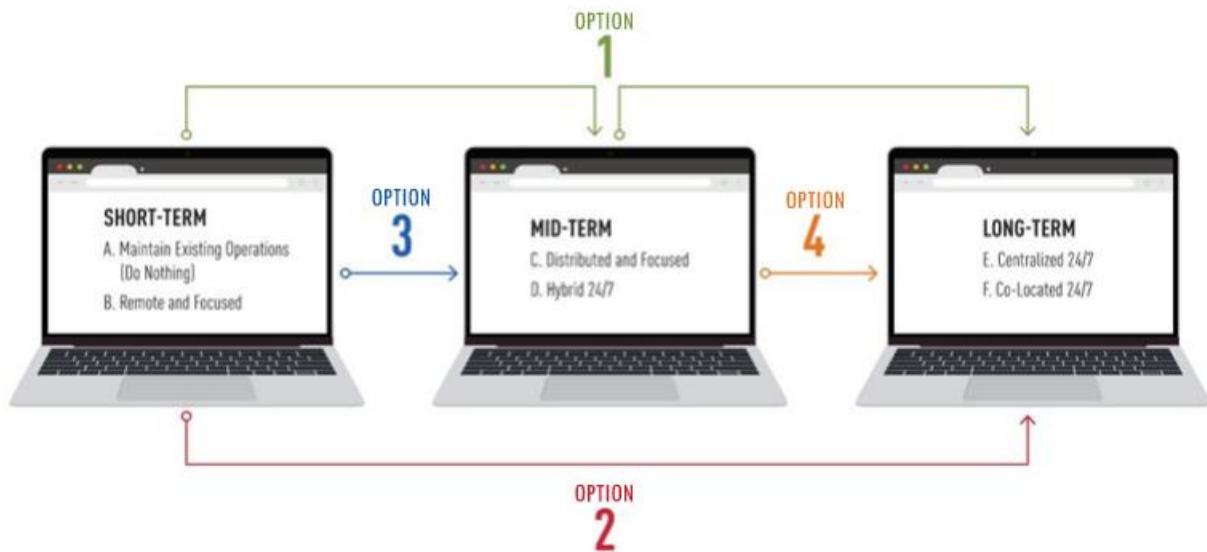 OPTION
1
SHORT-TERM
A. Maintain Existing Operations
(Do Nothing)
B. Remote and Focused
OPTION
3
MID-TERM
C. Distributed and Focused
D. Hybrid 24/7
OPTION
4
LONG-TERM
E. Centralized 24/7
F. Co-Located 24/7
OPTION
2